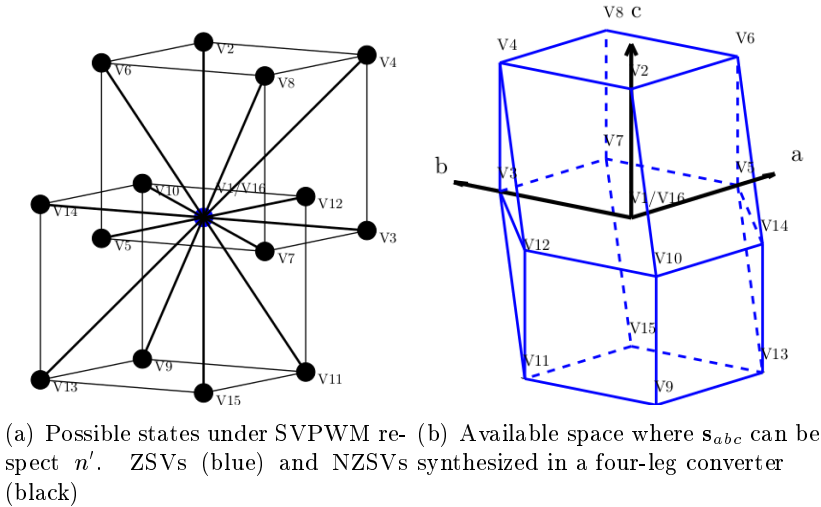 V2
V6
V4
V8
V10
V1/V16
V12
V14
V5
V3
V7
V9
V13
V11
V15
V8 c
V4
V6
V2
b
a
V7
V3
V5
V1/V16
V14
V12
V10
V15
V11
V13
V9
(a) Possible states under SVPWM re-
spect n′. ZSVs (blue) and NZSVs
(black)
(b) Available space where s_abc can be
synthesized in a four-leg converter